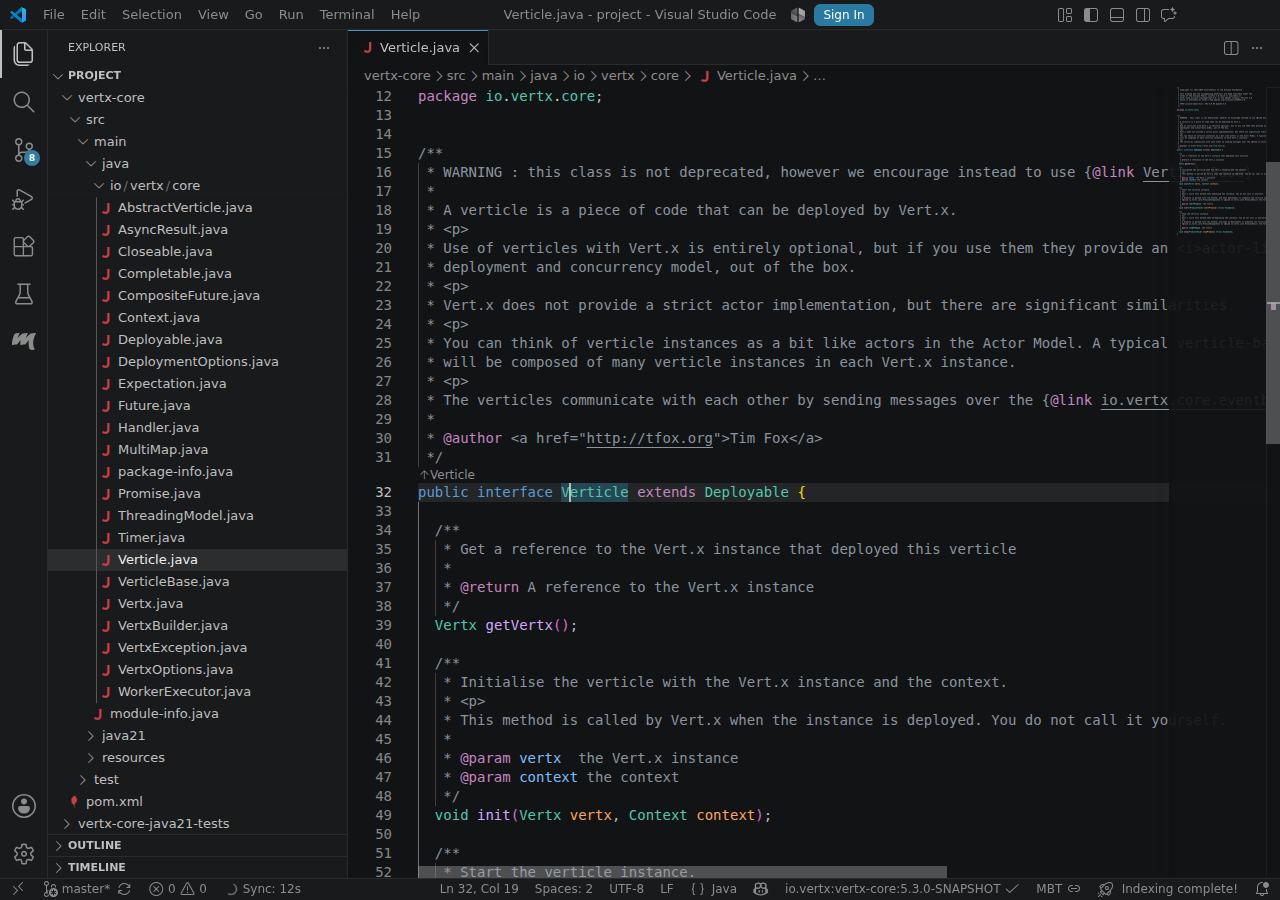 File Edit Selection View Go Run Terminal Help Verticle.java - project - Visual Studio Code Sign In
EXPLORER
PROJECT
vertx-core
src
main
java
io/vertx/core
AbstractVerticle.java
AsyncResult.java
Closeable.java
Completable.java
CompositeFuture.java
Context.java
Deployable.java
DeploymentOptions.java
Expectation.java
Future.java
Handler.java
MultiMap.java
package-info.java
Promise.java
ThreadingModel.java
Timer.java
Verticle.java
VerticleBase.java
Vertx.java
VertxBuilder.java
VertxException.java
VertxOptions.java
WorkerExecutor.java
module-info.java
java21
resources
test
pom.xml
vertx-core-java21-tests
OUTLINE
TIMELINE
8
Verticle.java
vertx-core > src > main > java > io > vertx > core > Verticle.java > ...
12 package io.vertx.core;
13
14
15 /**
16 * WARNING : this class is not deprecated, however we encourage instead to use {@link Vert
17 *
18 * A verticle is a piece of code that can be deployed by Vert.x.
19 * <p>
20 * Use of verticles with Vert.x is entirely optional, but if you use them they provide an <i>actor-li
21 * deployment and concurrency model, out of the box.
22 * <p>
23 * Vert.x does not provide a strict actor implementation, but there are significant similarities.
24 * <p>
25 * You can think of verticle instances as a bit like actors in the Actor Model. A typical verticle-ba
26 * will be composed of many verticle instances in each Vert.x instance.
27 * <p>
28 * The verticles communicate with each other by sending messages over the {@link io.vertx.core.eventb
29 *
30 * @author <a href="http://tfox.org">Tim Fox</a>
31 */
↑Verticle
32 public interface Verticle extends Deployable {
33
34 /**
35 * Get a reference to the Vert.x instance that deployed this verticle
36 *
37 * @return A reference to the Vert.x instance
38 */
39 Vertx getVertx();
40
41 /**
42 * Initialise the verticle with the Vert.x instance and the context.
43 * <p>
44 * This method is called by Vert.x when the instance is deployed. You do not call it yourself.
45 *
46 * @param vertx  the Vert.x instance
47 * @param context the context
48 */
49 void init(Vertx vertx, Context context);
50
51 /**
52 * Start the verticle instance.
master* 0 0 Sync: 12s Ln 32, Col 19 Spaces: 2 UTF-8 LF { } Java io.vertx:vertx-core:5.3.0-SNAPSHOT MBT Indexing complete!